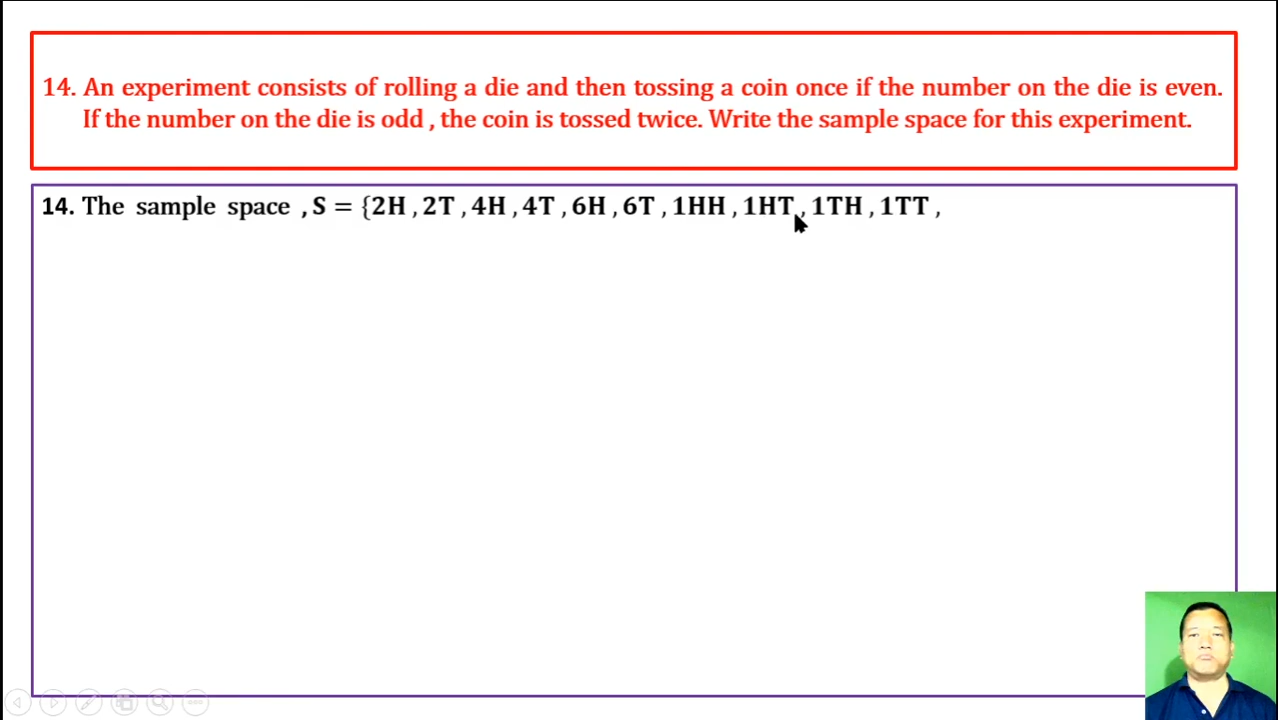 14. An experiment consists of rolling a die and then tossing a coin once if the number on the die is even.
If the number on the die is odd , the coin is tossed twice. Write the sample space for this experiment.
14. The sample space , S = {2H , 2T , 4H , 4T , 6H , 6T , 1HH , 1HT , 1TH , 1TT ,